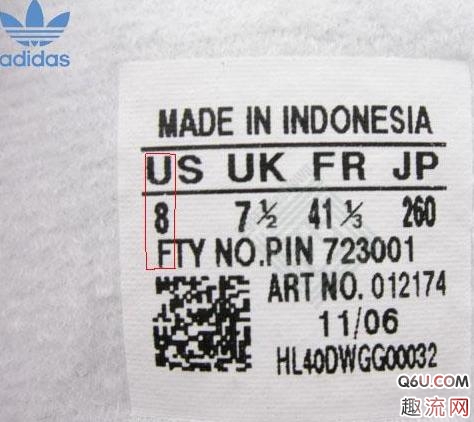 adidas
MADE IN INDONESIA
US UK FR JP
8 7½ 41⅓ 260
FTY NO.PIN 723001
ART NO. 012174
11/06
HL40DWGG00032
Q6U.COM
趣流网